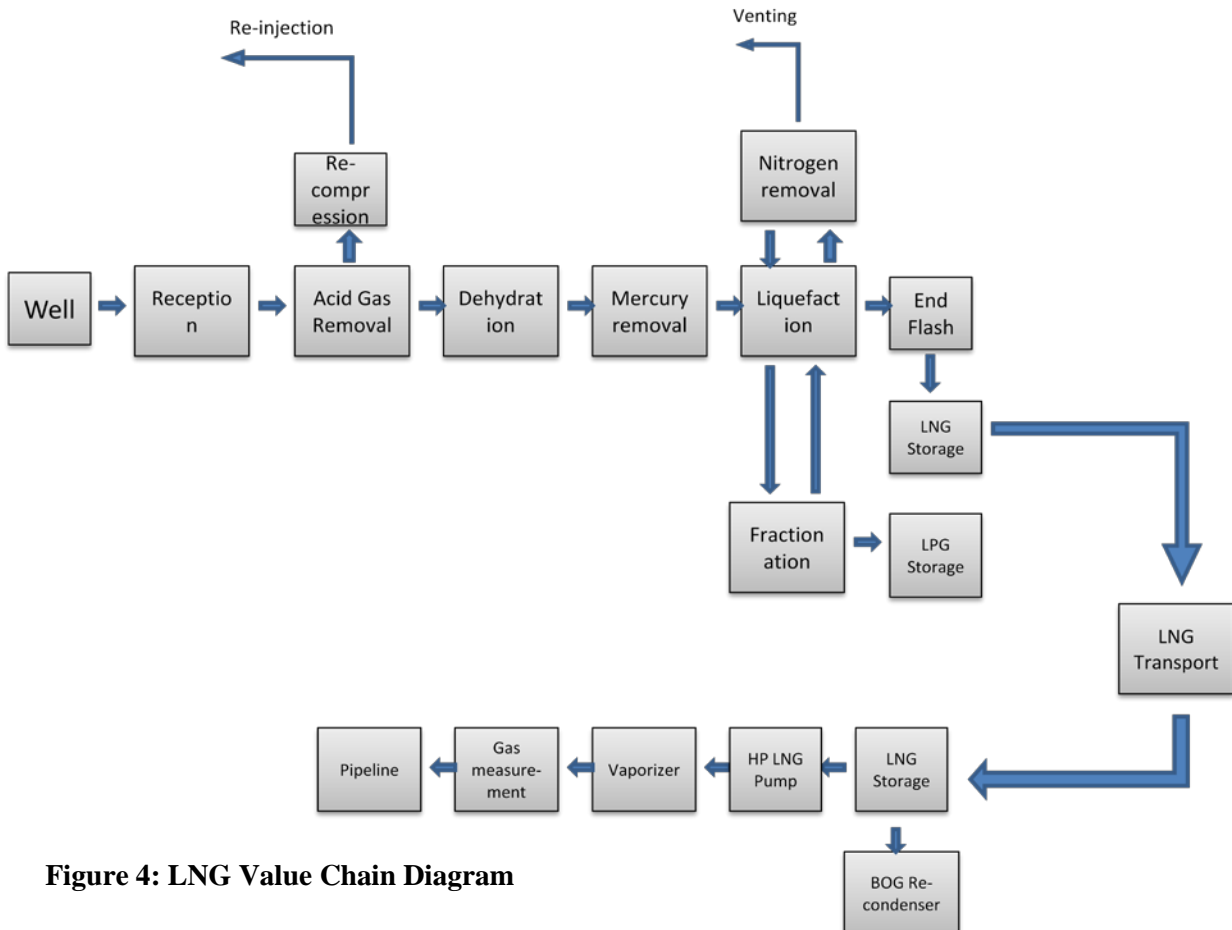 Re-injection
Venting
Re-
compr
ession
Nitrogen
removal
Well
Receptio
n
Acid Gas
Removal
Dehydrat
ion
Mercury
removal
Liquefact
ion
End
Flash
LNG
Storage
Fraction
ation
LPG
Storage
LNG
Transport
Pipeline
Gas
measure-
ment
Vaporizer
HP LNG
Pump
LNG
Storage
BOG Re-
condenser
Figure 4: LNG Value Chain Diagram